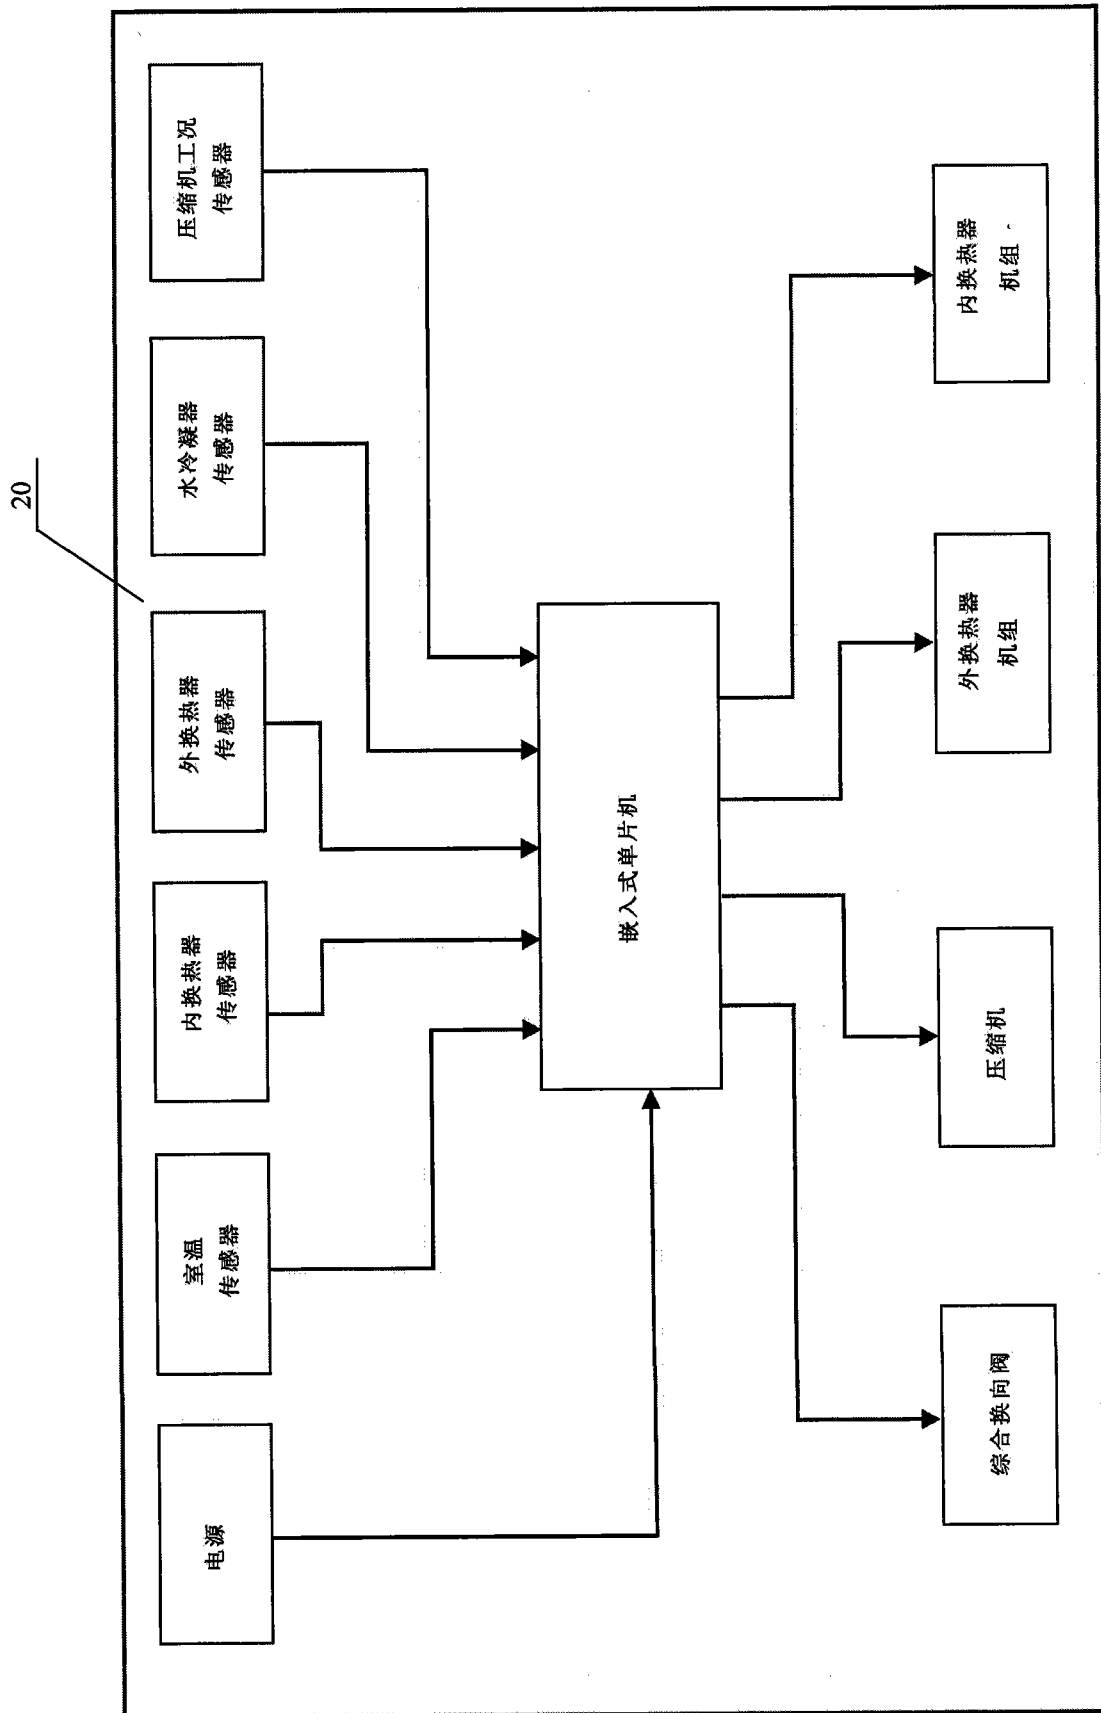 20
电源
室温
传感器
内换热器
传感器
外换热器
传感器
水冷凝器
传感器
压缩机工况
传感器
嵌入式单片机
综合换向阀
压缩机
外换热器
机组
内换热器
机组